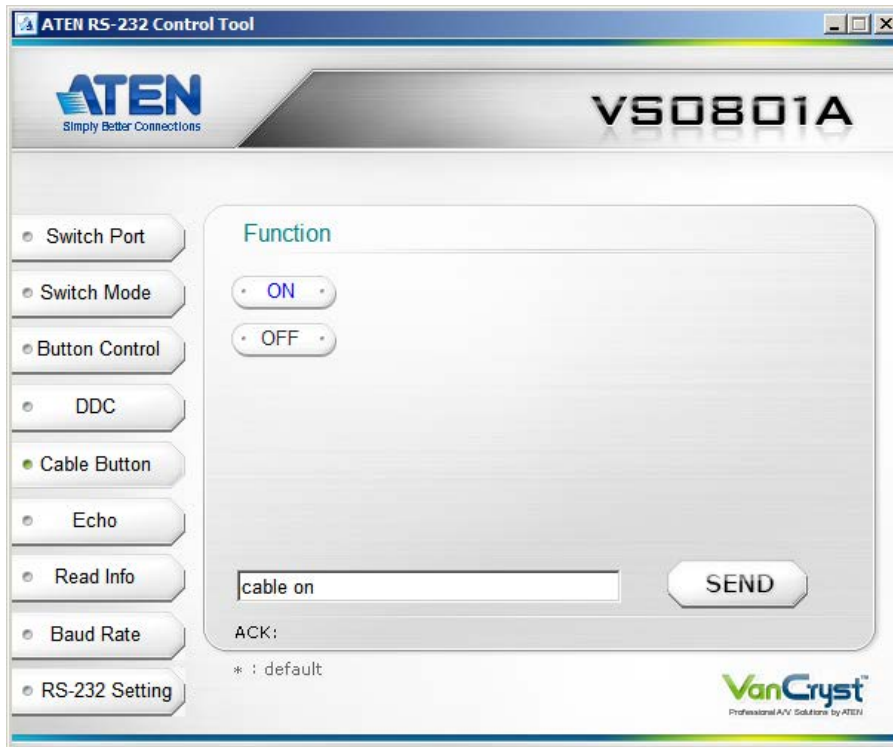 ATEN RS-232 Control Tool
ATEN
Simply Better Connections
VS0801A
Switch Port
Switch Mode
Button Control
DDC
Cable Button
Echo
Read Info
Baud Rate
RS-232 Setting
Function
ON
OFF
cable on
SEND
ACK:
* : default
VanCryst™
Professional A/V Solutions by ATEN